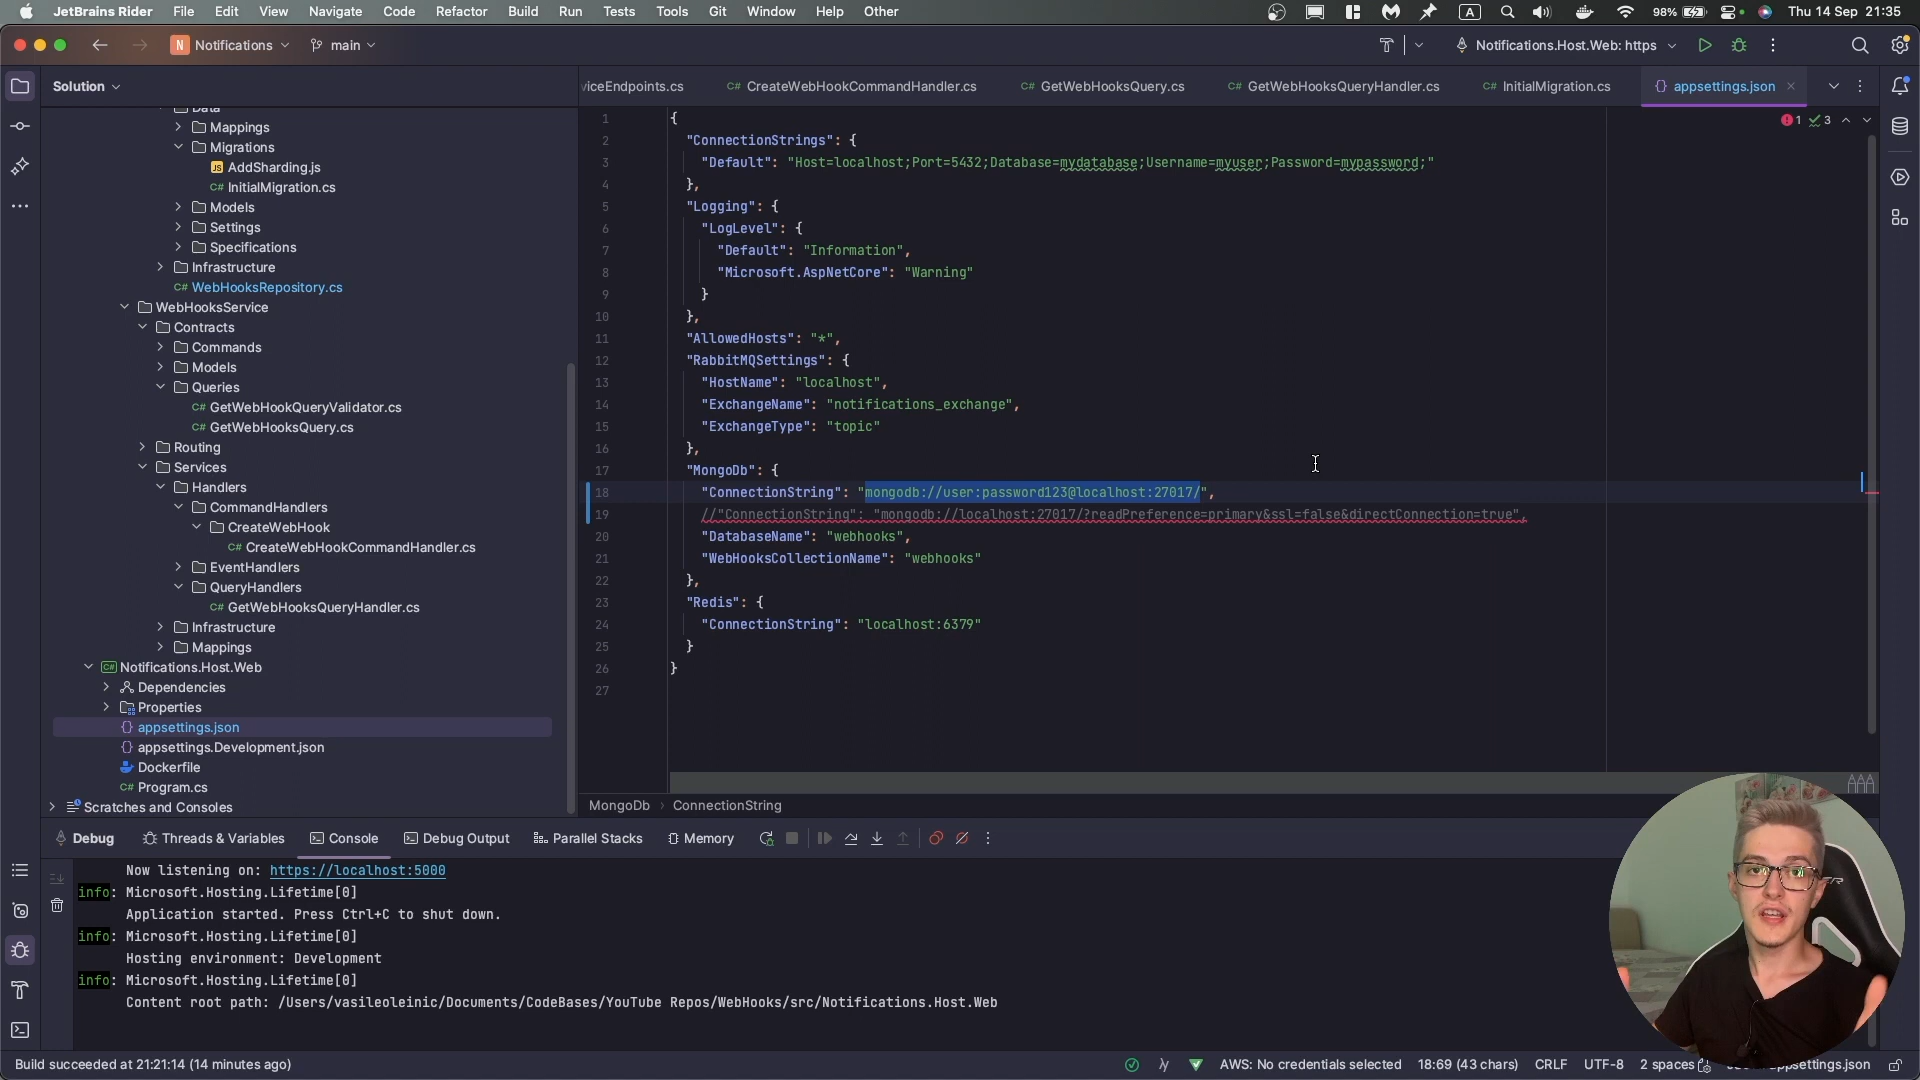 JetBrains Rider File Edit View Navigate Code Refactor Build Run Tests Tools Git Window Help Other
A 98% Thu 14 Sep 21:35
N Notifications main
Notifications.Host.Web: https
Solution
viceEndpoints.cs C# CreateWebHookCommandHandler.cs C# GetWebHooksQuery.cs C# GetWebHooksQueryHandler.cs C# InitialMigration.cs {} appsettings.json
Data
Mappings
Migrations
JS AddSharding.js
C# InitialMigration.cs
Models
Settings
Specifications
Infrastructure
C# WebHooksRepository.cs
WebHooksService
Contracts
Commands
Models
Queries
C# GetWebHookQueryValidator.cs
C# GetWebHooksQuery.cs
Routing
Services
Handlers
CommandHandlers
CreateWebHook
C# CreateWebHookCommandHandler.cs
EventHandlers
QueryHandlers
C# GetWebHooksQueryHandler.cs
Infrastructure
Mappings
C# Notifications.Host.Web
Dependencies
Properties
{} appsettings.json
{} appsettings.Development.json
Dockerfile
C# Program.cs
Scratches and Consoles
1 3
1 {
2 "ConnectionStrings": {
3 "Default": "Host=localhost;Port=5432;Database=mydatabase;Username=myuser;Password=mypassword;"
4 },
5 "Logging": {
6 "LogLevel": {
7 "Default": "Information",
8 "Microsoft.AspNetCore": "Warning"
9 }
10 },
11 "AllowedHosts": "*",
12 "RabbitMQSettings": {
13 "HostName": "localhost",
14 "ExchangeName": "notifications_exchange",
15 "ExchangeType": "topic"
16 },
17 "MongoDb": {
18 "ConnectionString": "mongodb://user:password123@localhost:27017/",
19 //"ConnectionString": "mongodb://localhost:27017/?readPreference=primary&ssl=false&directConnection=true",
20 "DatabaseName": "webhooks",
21 "WebHooksCollectionName": "webhooks"
22 },
23 "Redis": {
24 "ConnectionString": "localhost:6379"
25 }
26 }
27
MongoDb › ConnectionString
Debug Threads & Variables Console Debug Output Parallel Stacks Memory
Now listening on: https://localhost:5000
info: Microsoft.Hosting.Lifetime[0]
Application started. Press Ctrl+C to shut down.
info: Microsoft.Hosting.Lifetime[0]
Hosting environment: Development
info: Microsoft.Hosting.Lifetime[0]
Content root path: /Users/vasileoleinic/Documents/CodeBases/YouTube Repos/WebHooks/src/Notifications.Host.Web
Build succeeded at 21:21:14 (14 minutes ago)
AWS: No credentials selected 18:69 (43 chars) CRLF UTF-8 2 spaces appsettings.json